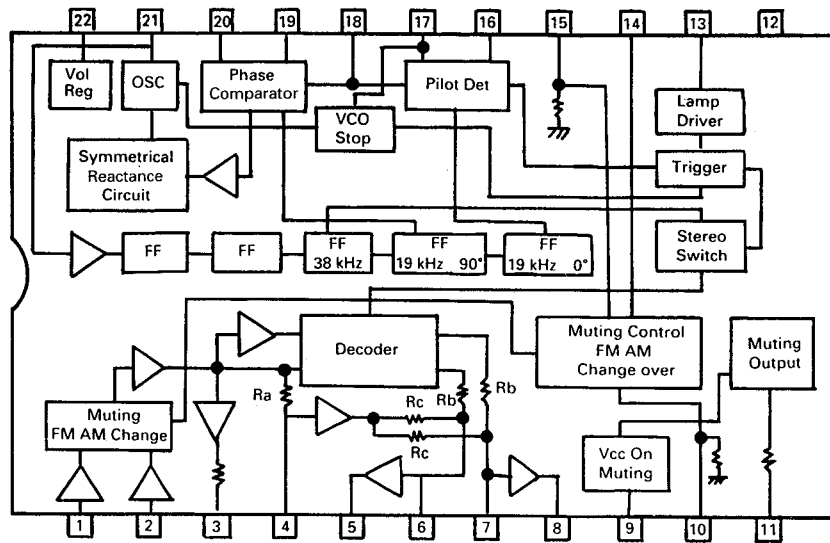 22
21
20
19
18
17
16
15
14
13
12
Vol
Reg
OSC
Phase
Comparator
Pilot Det
VCO
Stop
Lamp
Driver
Symmetrical
Reactance
Circuit
Trigger
FF
FF
FF
38 kHz
FF
19 kHz 90°
FF
19 kHz 0°
Stereo
Switch
Decoder
Muting Control
FM AM
Change over
Muting
Output
Ra
Rc
Rb
Rb
Rc
Muting
FM AM Change
Vcc On
Muting
1
2
3
4
5
6
7
8
9
10
11